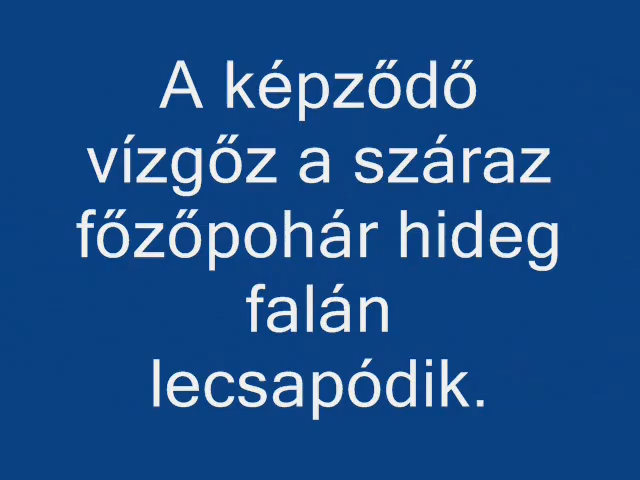 A képződő
vízgőz a száraz
főzőpohár hideg
falán
lecsapódik.